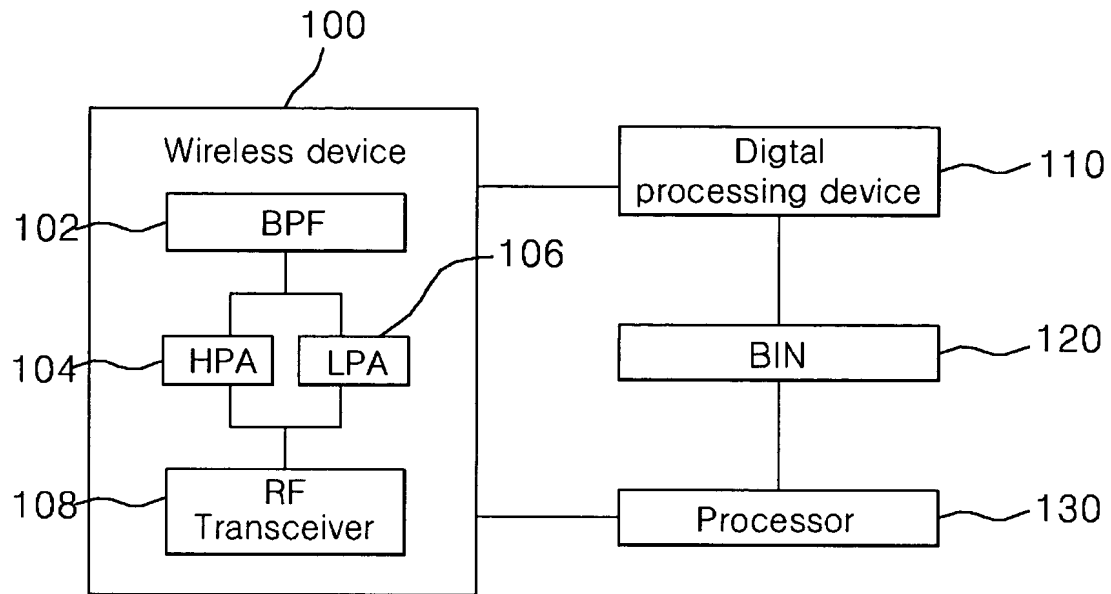 100
Wireless device
Digtal
processing device
110
102
BPF
106
104
HPA
LPA
BIN
120
108
RF
Transceiver
Processor
130